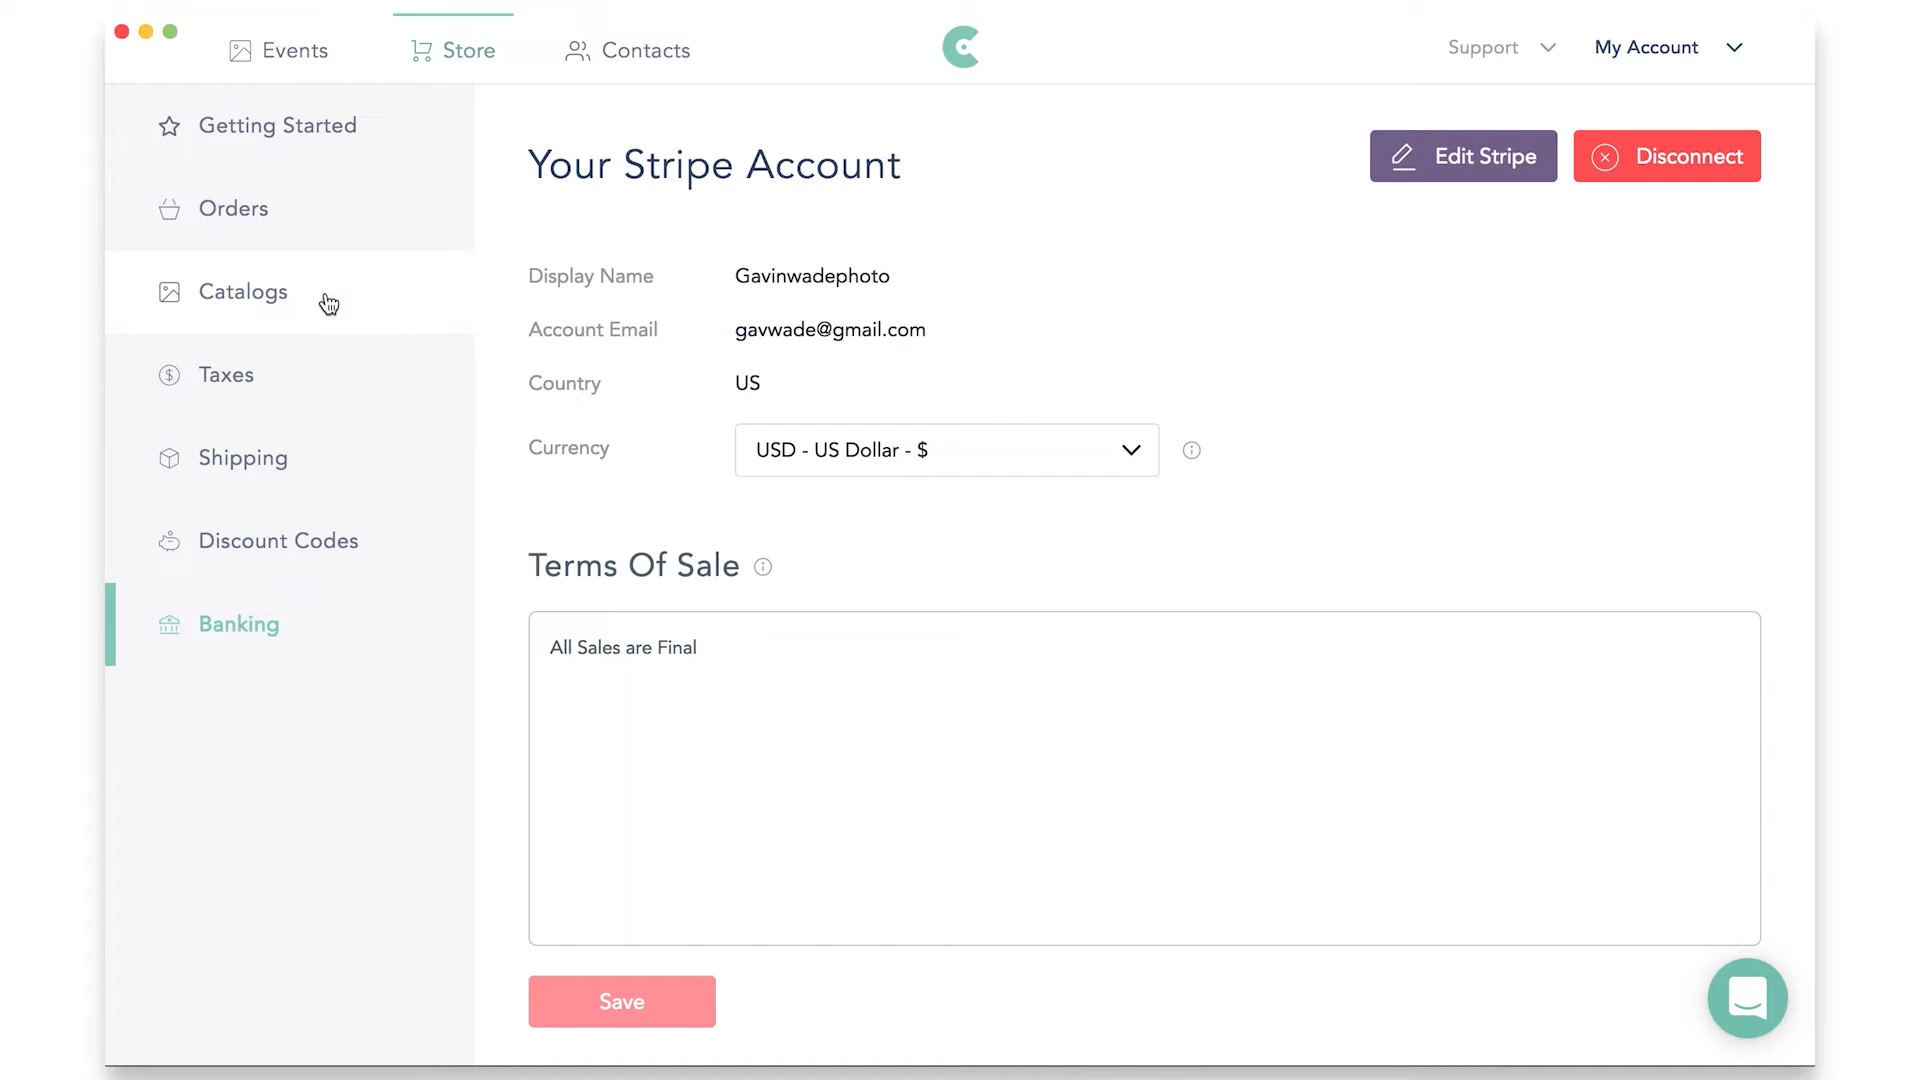 Events
Store
Contacts
Support
My Account
Getting Started
Orders
Catalogs
Taxes
Shipping
Discount Codes
Banking
Your Stripe Account
Edit Stripe
Disconnect
Display Name Gavinwadephoto
Account Email gavwade@gmail.com
Country US
Currency USD - US Dollar - $
Terms Of Sale
All Sales are Final
Save